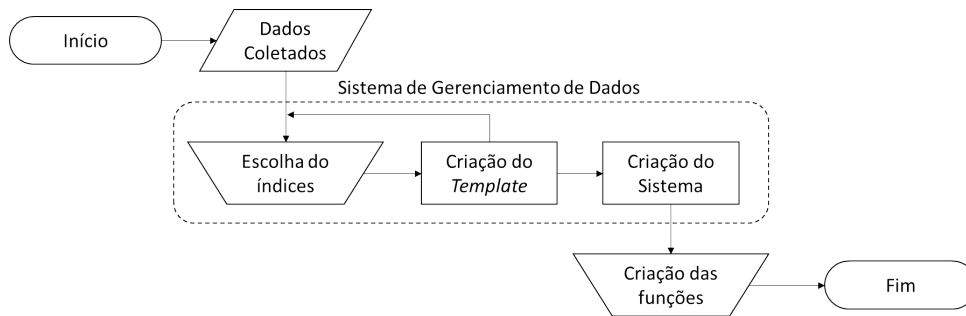 Início
Dados
Coletados
Sistema de Gerenciamento de Dados
Escolha do
índices
Criação do
Template
Criação do
Sistema
Criação das
funções
Fim